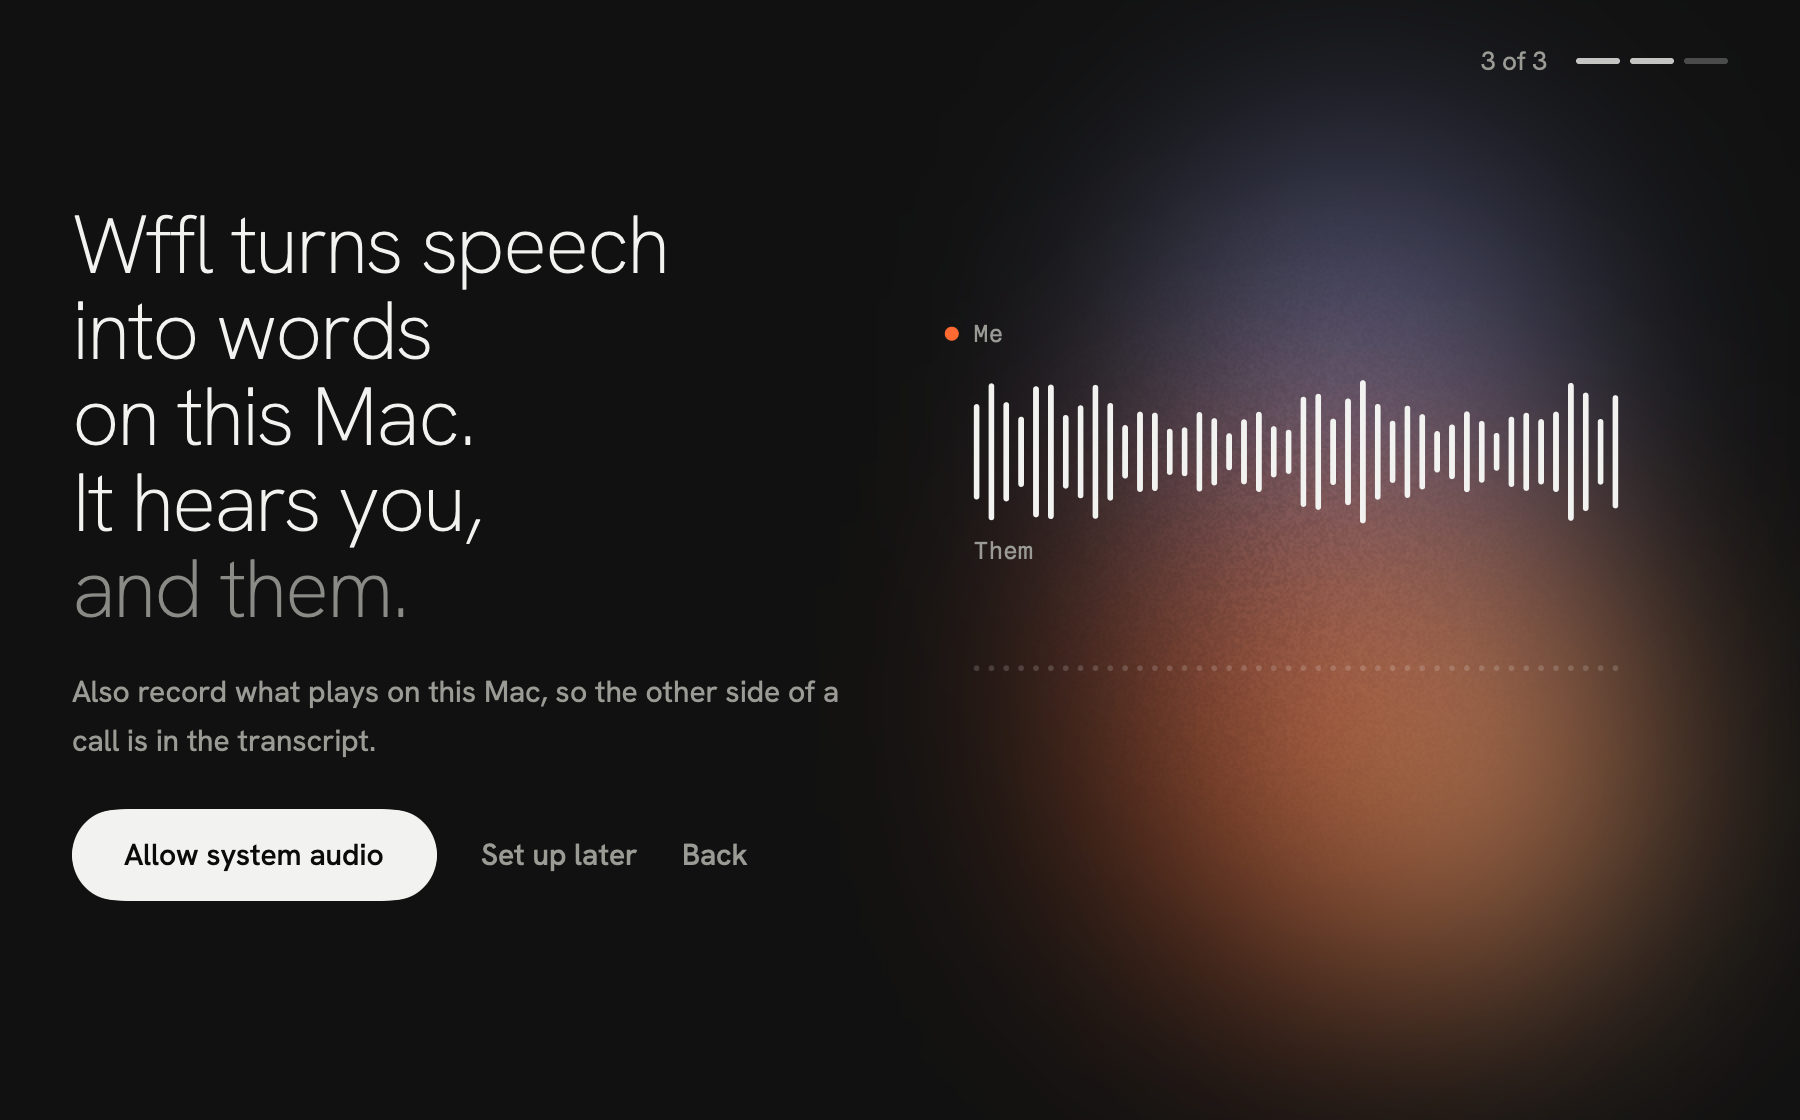 3 of 3
Wffl turns speech
into words
on this Mac.
It hears you,
and them.
Also record what plays on this Mac, so the other side of a
call is in the transcript.
Allow system audio
Set up later
Back
Me
Them